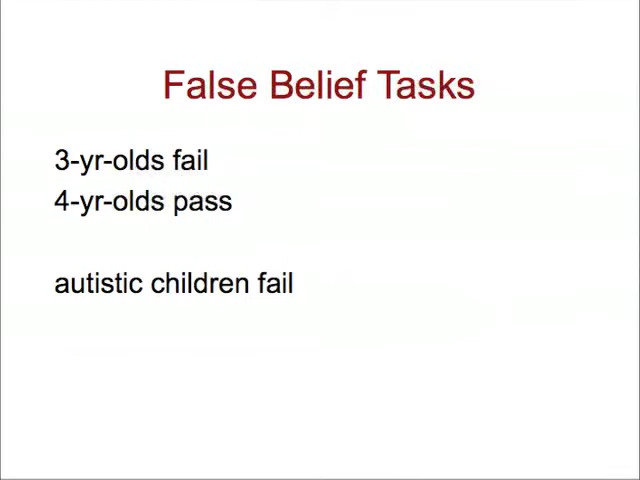 False Belief Tasks
3-yr-olds fail
4-yr-olds pass
autistic children fail